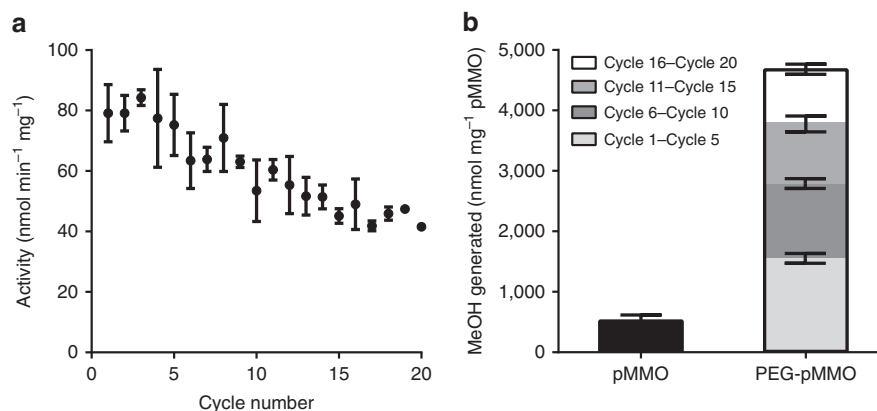 a
100
80
60
40
20
0
Activity (nmol min⁻¹ mg⁻¹)
0 5 10 15 20
Cycle number
b
5,000
4,000
3,000
2,000
1,000
0
MeOH generated (nmol mg⁻¹ pMMO)
Cycle 16–Cycle 20
Cycle 11–Cycle 15
Cycle 6–Cycle 10
Cycle 1–Cycle 5
pMMO PEG-pMMO